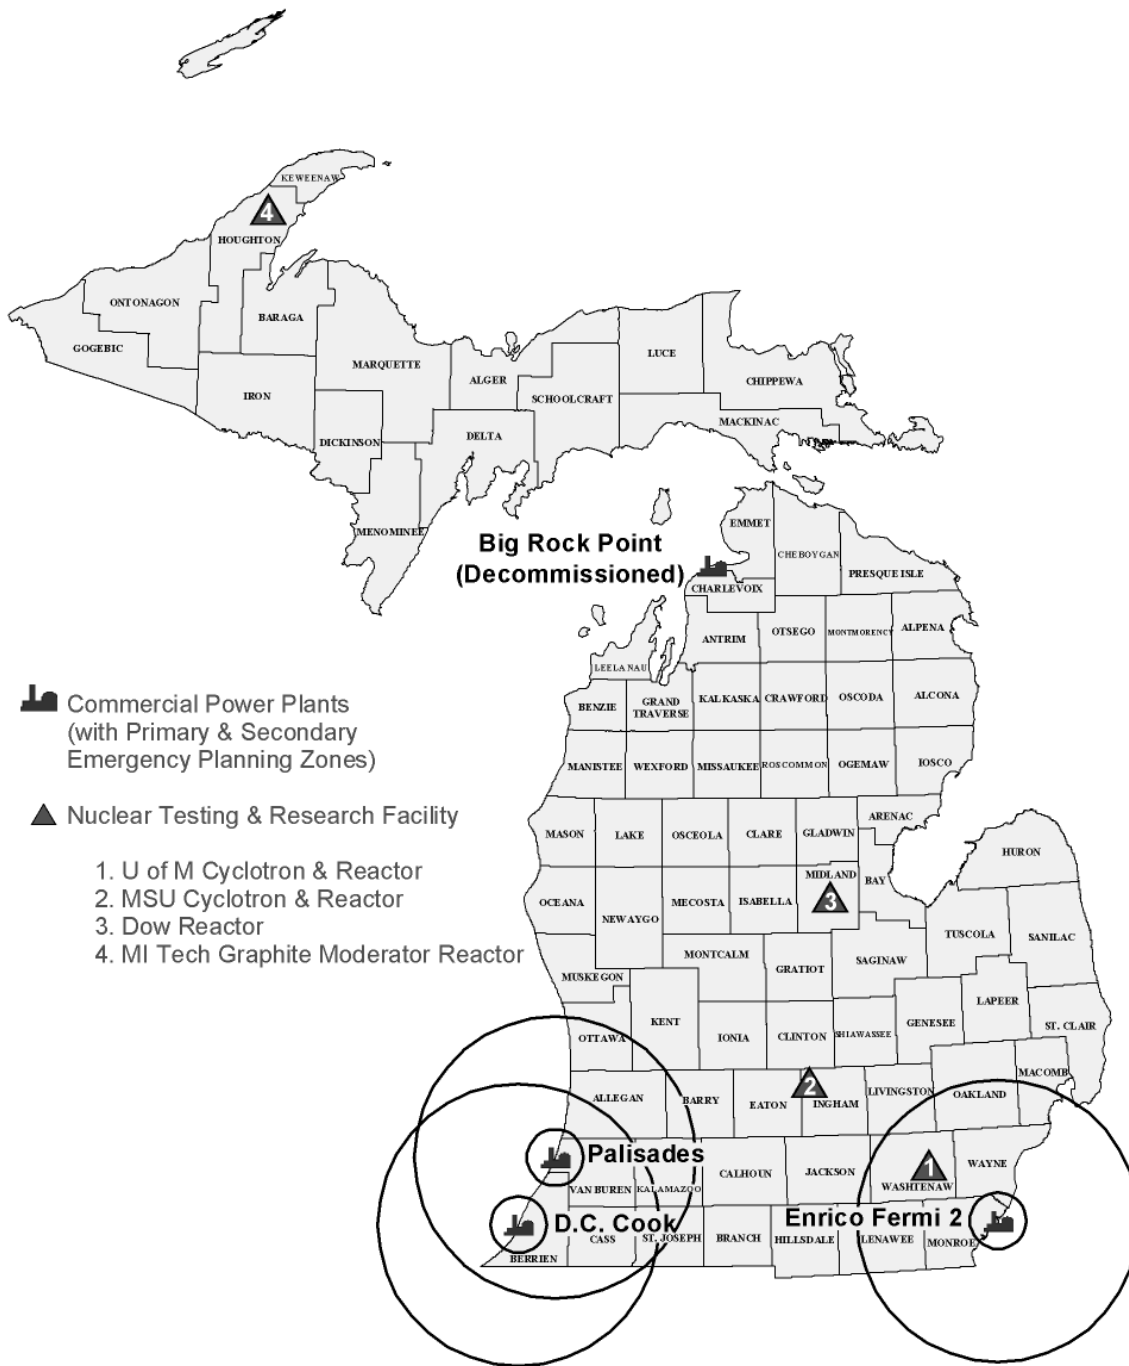 KEWEENAW
4
HOUGHTON
ONTONAGON
BARAGA
GOGEBIC
MARQUETTE
LUCE
ALGER
CHIPPEWA
IRON
SCHOOLCRAFT
MACKINAC
DICKINSON
DELTA
MENOMINEE
EMMET
Big Rock Point
(Decommissioned)
CHEBOYGAN
PRESQUE ISLE
CHARLEVOIX
ANTRIM
OTSEGO
MONTMORENCY
ALPENA
LEELANAU
BENZIE
GRAND
TRAVERSE
KALKASKA
CRAWFORD
OSCODA
ALCONA
MANISTEE
WEXFORD
MISSAUKEE
ROSCOMMON
OGEMAW
IOSCO
Commercial Power Plants
(with Primary & Secondary
Emergency Planning Zones)
Nuclear Testing & Research Facility
1. U of M Cyclotron & Reactor
2. MSU Cyclotron & Reactor
3. Dow Reactor
4. MI Tech Graphite Moderator Reactor
ARENAC
MASON
LAKE
OSCEOLA
CLARE
GLADWIN
HURON
MIDLAND
BAY
3
OCEANA
NEWAYGO
MECOSTA
ISABELLA
TUSCOLA
SANILAC
MONTCALM
GRATIOT
SAGINAW
MUSKEGON
LAPEER
KENT
OTTAWA
IONIA
CLINTON
SHIAWASSEE
GENESEE
ST. CLAIR
MACOMB
ALLEGAN
BARRY
EATON
2
INGHAM
LIVINGSTON
OAKLAND
Palisades
VAN BUREN
KALAMAZOO
CALHOUN
JACKSON
1
WASHTENAW
WAYNE
D.C. Cook
Enrico Fermi 2
BERRIEN
CASS
ST. JOSEPH
BRANCH
HILLSDALE
LENAWEE
MONROE